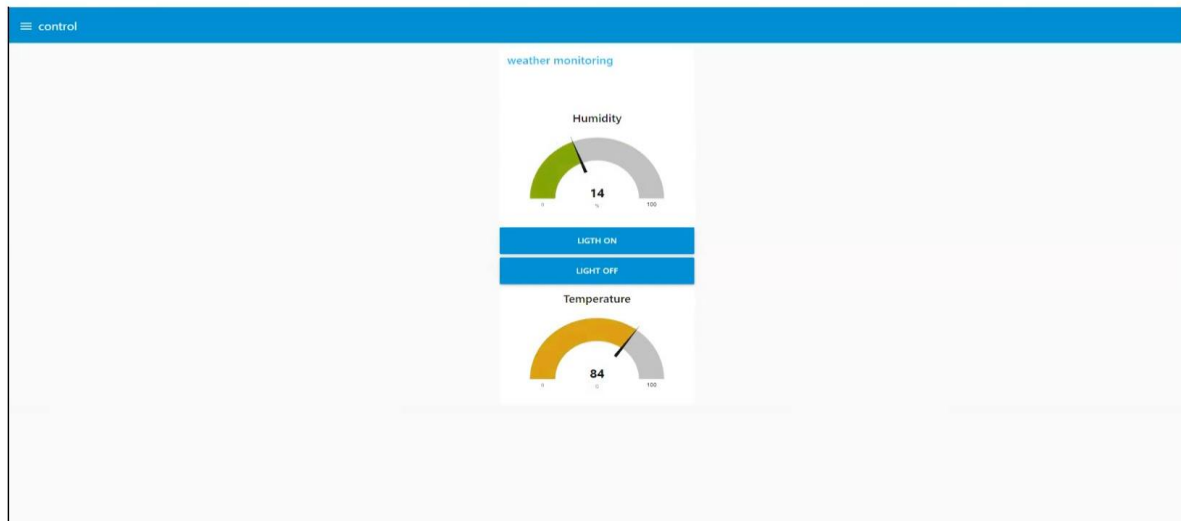 control
weather monitoring
Humidity
14
0
100
LIGTH ON
LIGHT OFF
Temperature
84
0
100